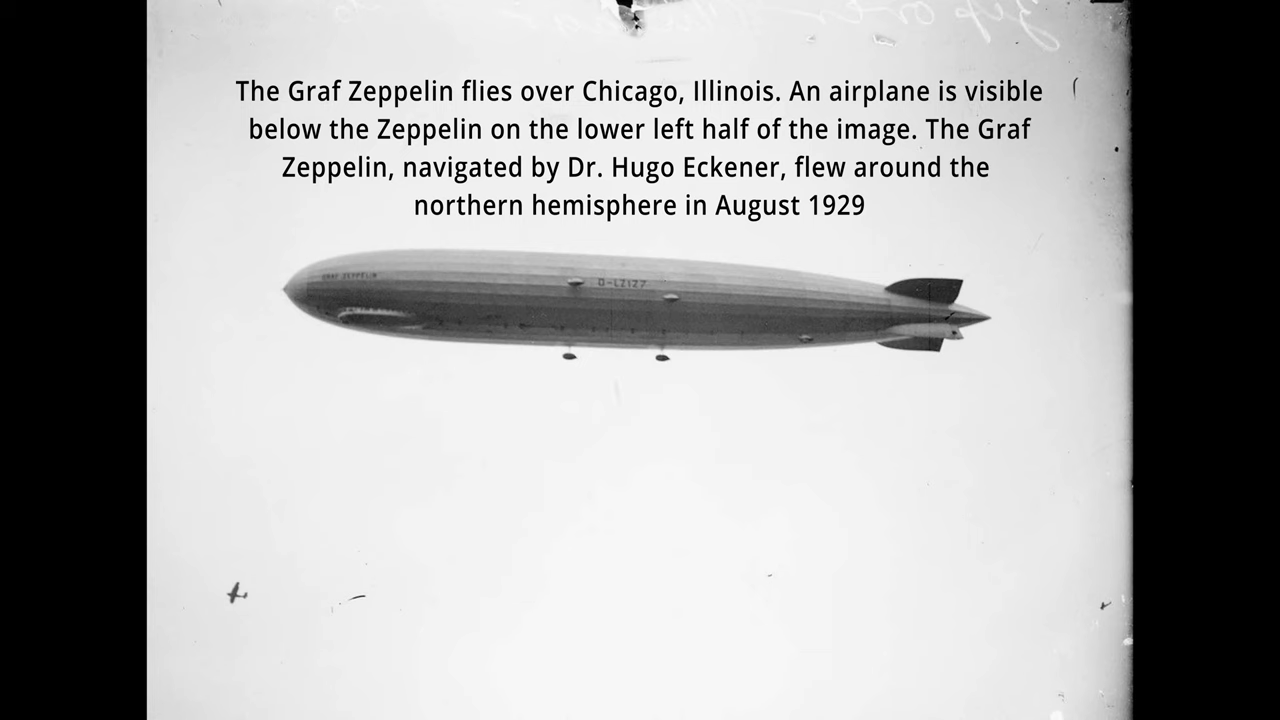 The Graf Zeppelin flies over Chicago, Illinois. An airplane is visible
below the Zeppelin on the lower left half of the image. The Graf
Zeppelin, navigated by Dr. Hugo Eckener, flew around the
northern hemisphere in August 1929
GRAF ZEPPELIN
D-LZ127